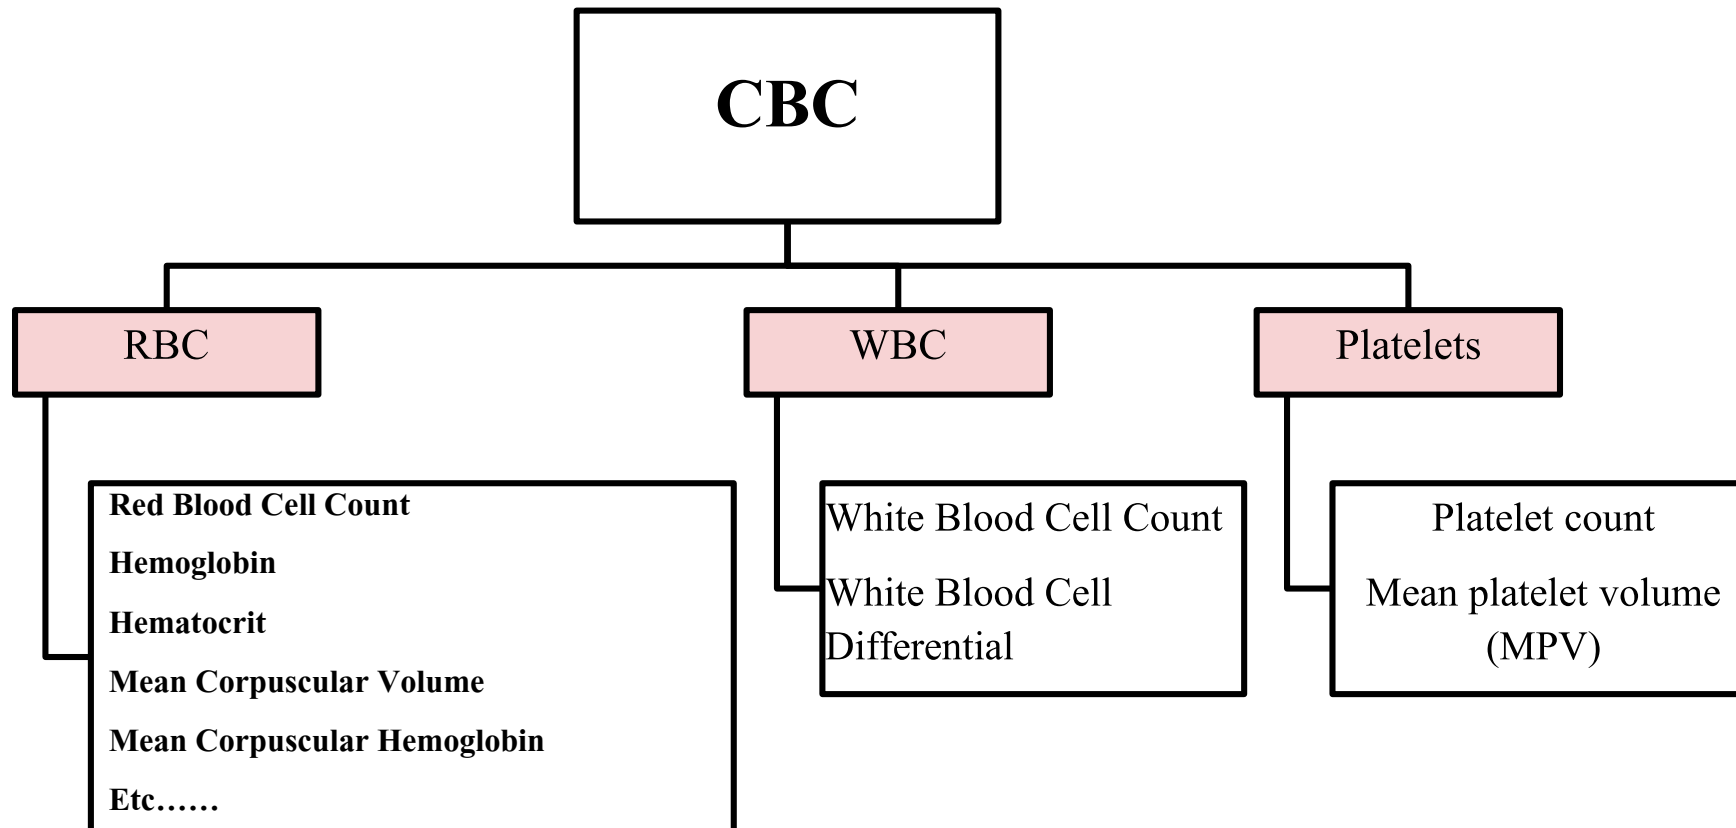 CBC
RBC
WBC
Platelets
Red Blood Cell Count
Hemoglobin
Hematocrit
Mean Corpuscular Volume
Mean Corpuscular Hemoglobin
Etc……
White Blood Cell Count
White Blood Cell
Differential
Platelet count
Mean platelet volume
(MPV)